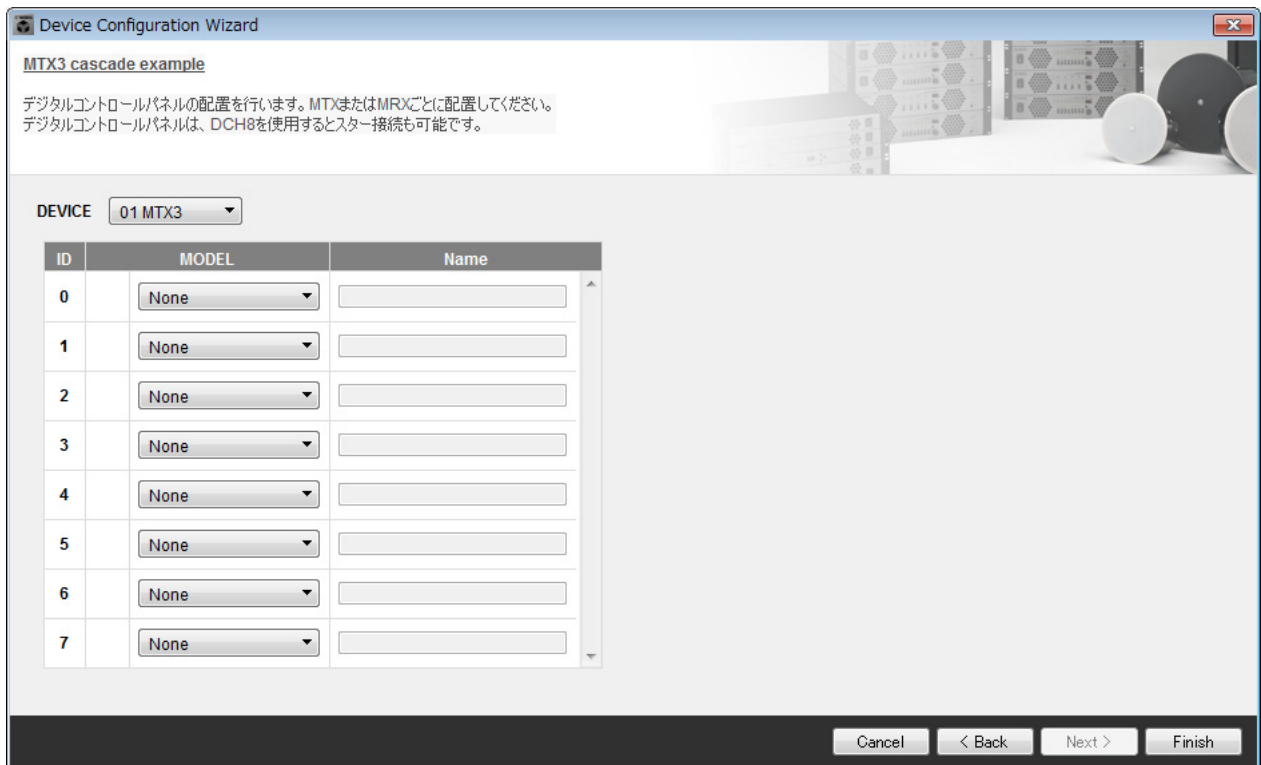 Device Configuration Wizard
MTX3 cascade example
デジタルコントロールパネルの配置を行います。MTXまたはMRXごとに配置してください。
デジタルコントロールパネルは、DCH8を使用するとスター接続も可能です。
DEVICE 01 MTX3
ID MODEL Name
0 None
1 None
2 None
3 None
4 None
5 None
6 None
7 None
Cancel < Back Next > Finish